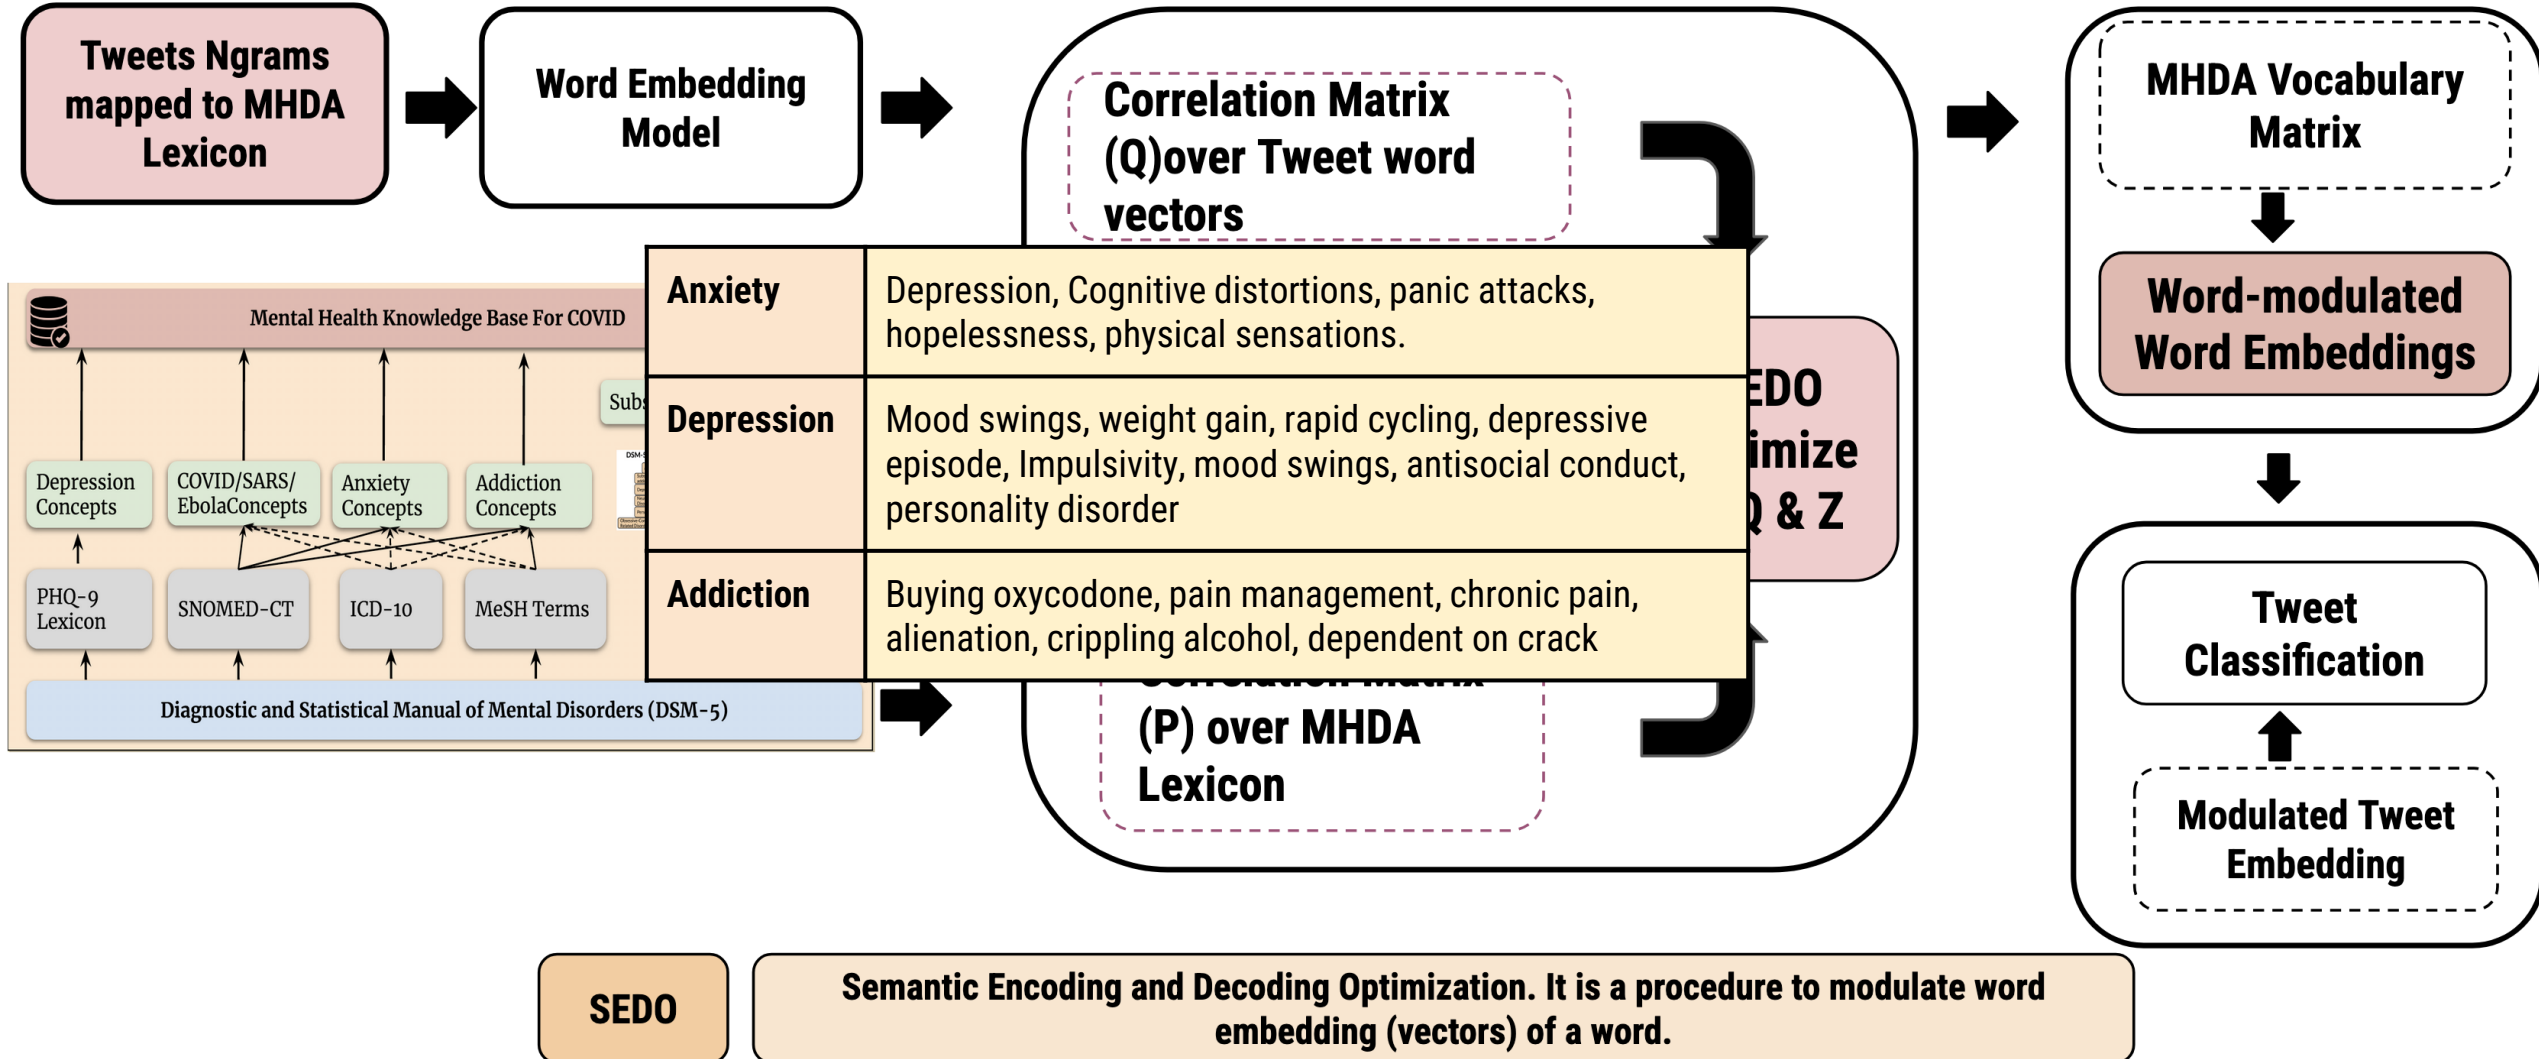 Tweets Ngrams
mapped to MHDA
Lexicon
Word Embedding
Model
Correlation Matrix
(Q)over Tweet word
vectors
MHDA Vocabulary
Matrix
Word-modulated
Word Embeddings
Mental Health Knowledge Base For COVID
Depression
Concepts
COVID/SARS/
EbolaConcepts
Anxiety
Concepts
Addiction
Concepts
PHQ-9
Lexicon
SNOMED-CT
ICD-10
MeSH Terms
Diagnostic and Statistical Manual of Mental Disorders (DSM-5)
Anxiety
Depression, Cognitive distortions, panic attacks,
hopelessness, physical sensations.
Depression
Mood swings, weight gain, rapid cycling, depressive
episode, Impulsivity, mood swings, antisocial conduct,
personality disorder
Addiction
Buying oxycodone, pain management, chronic pain,
alienation, crippling alcohol, dependent on crack
EDO
imize
Q & Z
Correlation Matrix
(P) over MHDA
Lexicon
Tweet
Classification
Modulated Tweet
Embedding
SEDO
Semantic Encoding and Decoding Optimization. It is a procedure to modulate word
embedding (vectors) of a word.